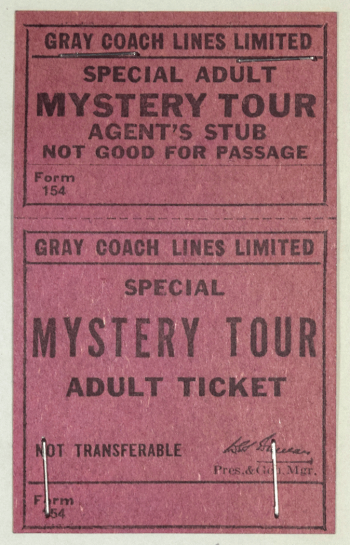 GRAY COACH LINES LIMITED
SPECIAL ADULT
MYSTERY TOUR
AGENT'S STUB
NOT GOOD FOR PASSAGE
Form
154
GRAY COACH LINES LIMITED
SPECIAL
MYSTERY TOUR
ADULT TICKET
NOT TRANSFERABLE
Pres. & Gen. Mgr.
Form
154